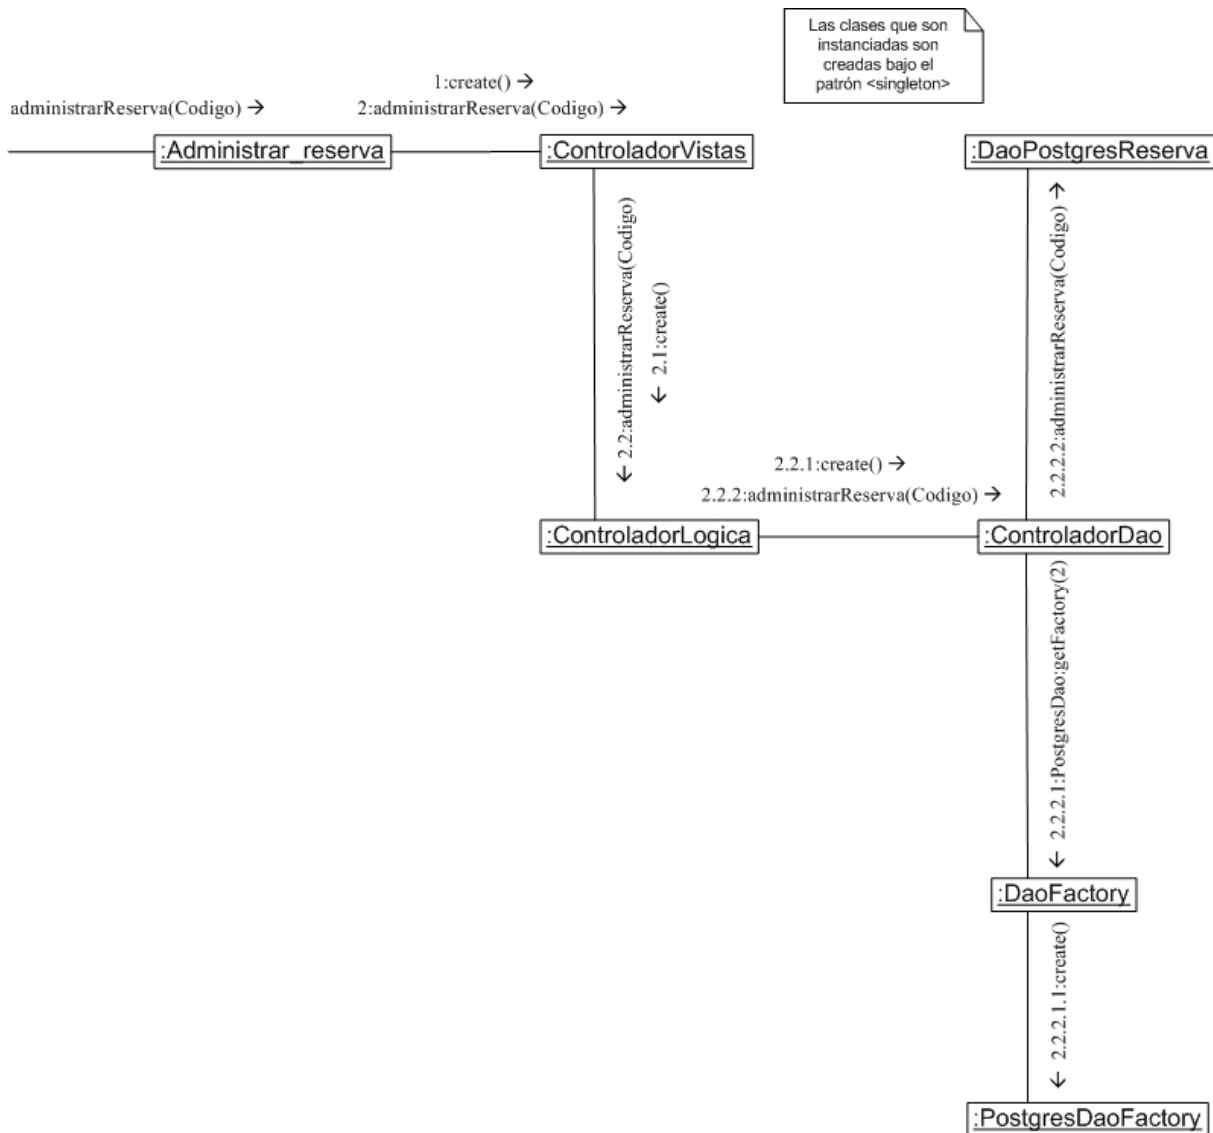 Las clases que son
instanciadas son
creadas bajo el
patrón <singleton>
1:create() →
administrarReserva(Codigo) →
2:administrarReserva(Codigo) →
:Administrar_reserva
:ControladorVistas
:DaoPostgresReserva
2.2:administrarReserva(Codigo) →
2.1:create() →
2.2.2.2:administrarReserva(Codigo) →
2.2.1:create() →
2.2.2:administrarReserva(Codigo) →
:ControladorLogica
:ControladorDao
← 2.2.2.1:PostgresDao:getFactory(2)
:DaoFactory
← 2.2.2.1.1:create()
:PostgresDaoFactory